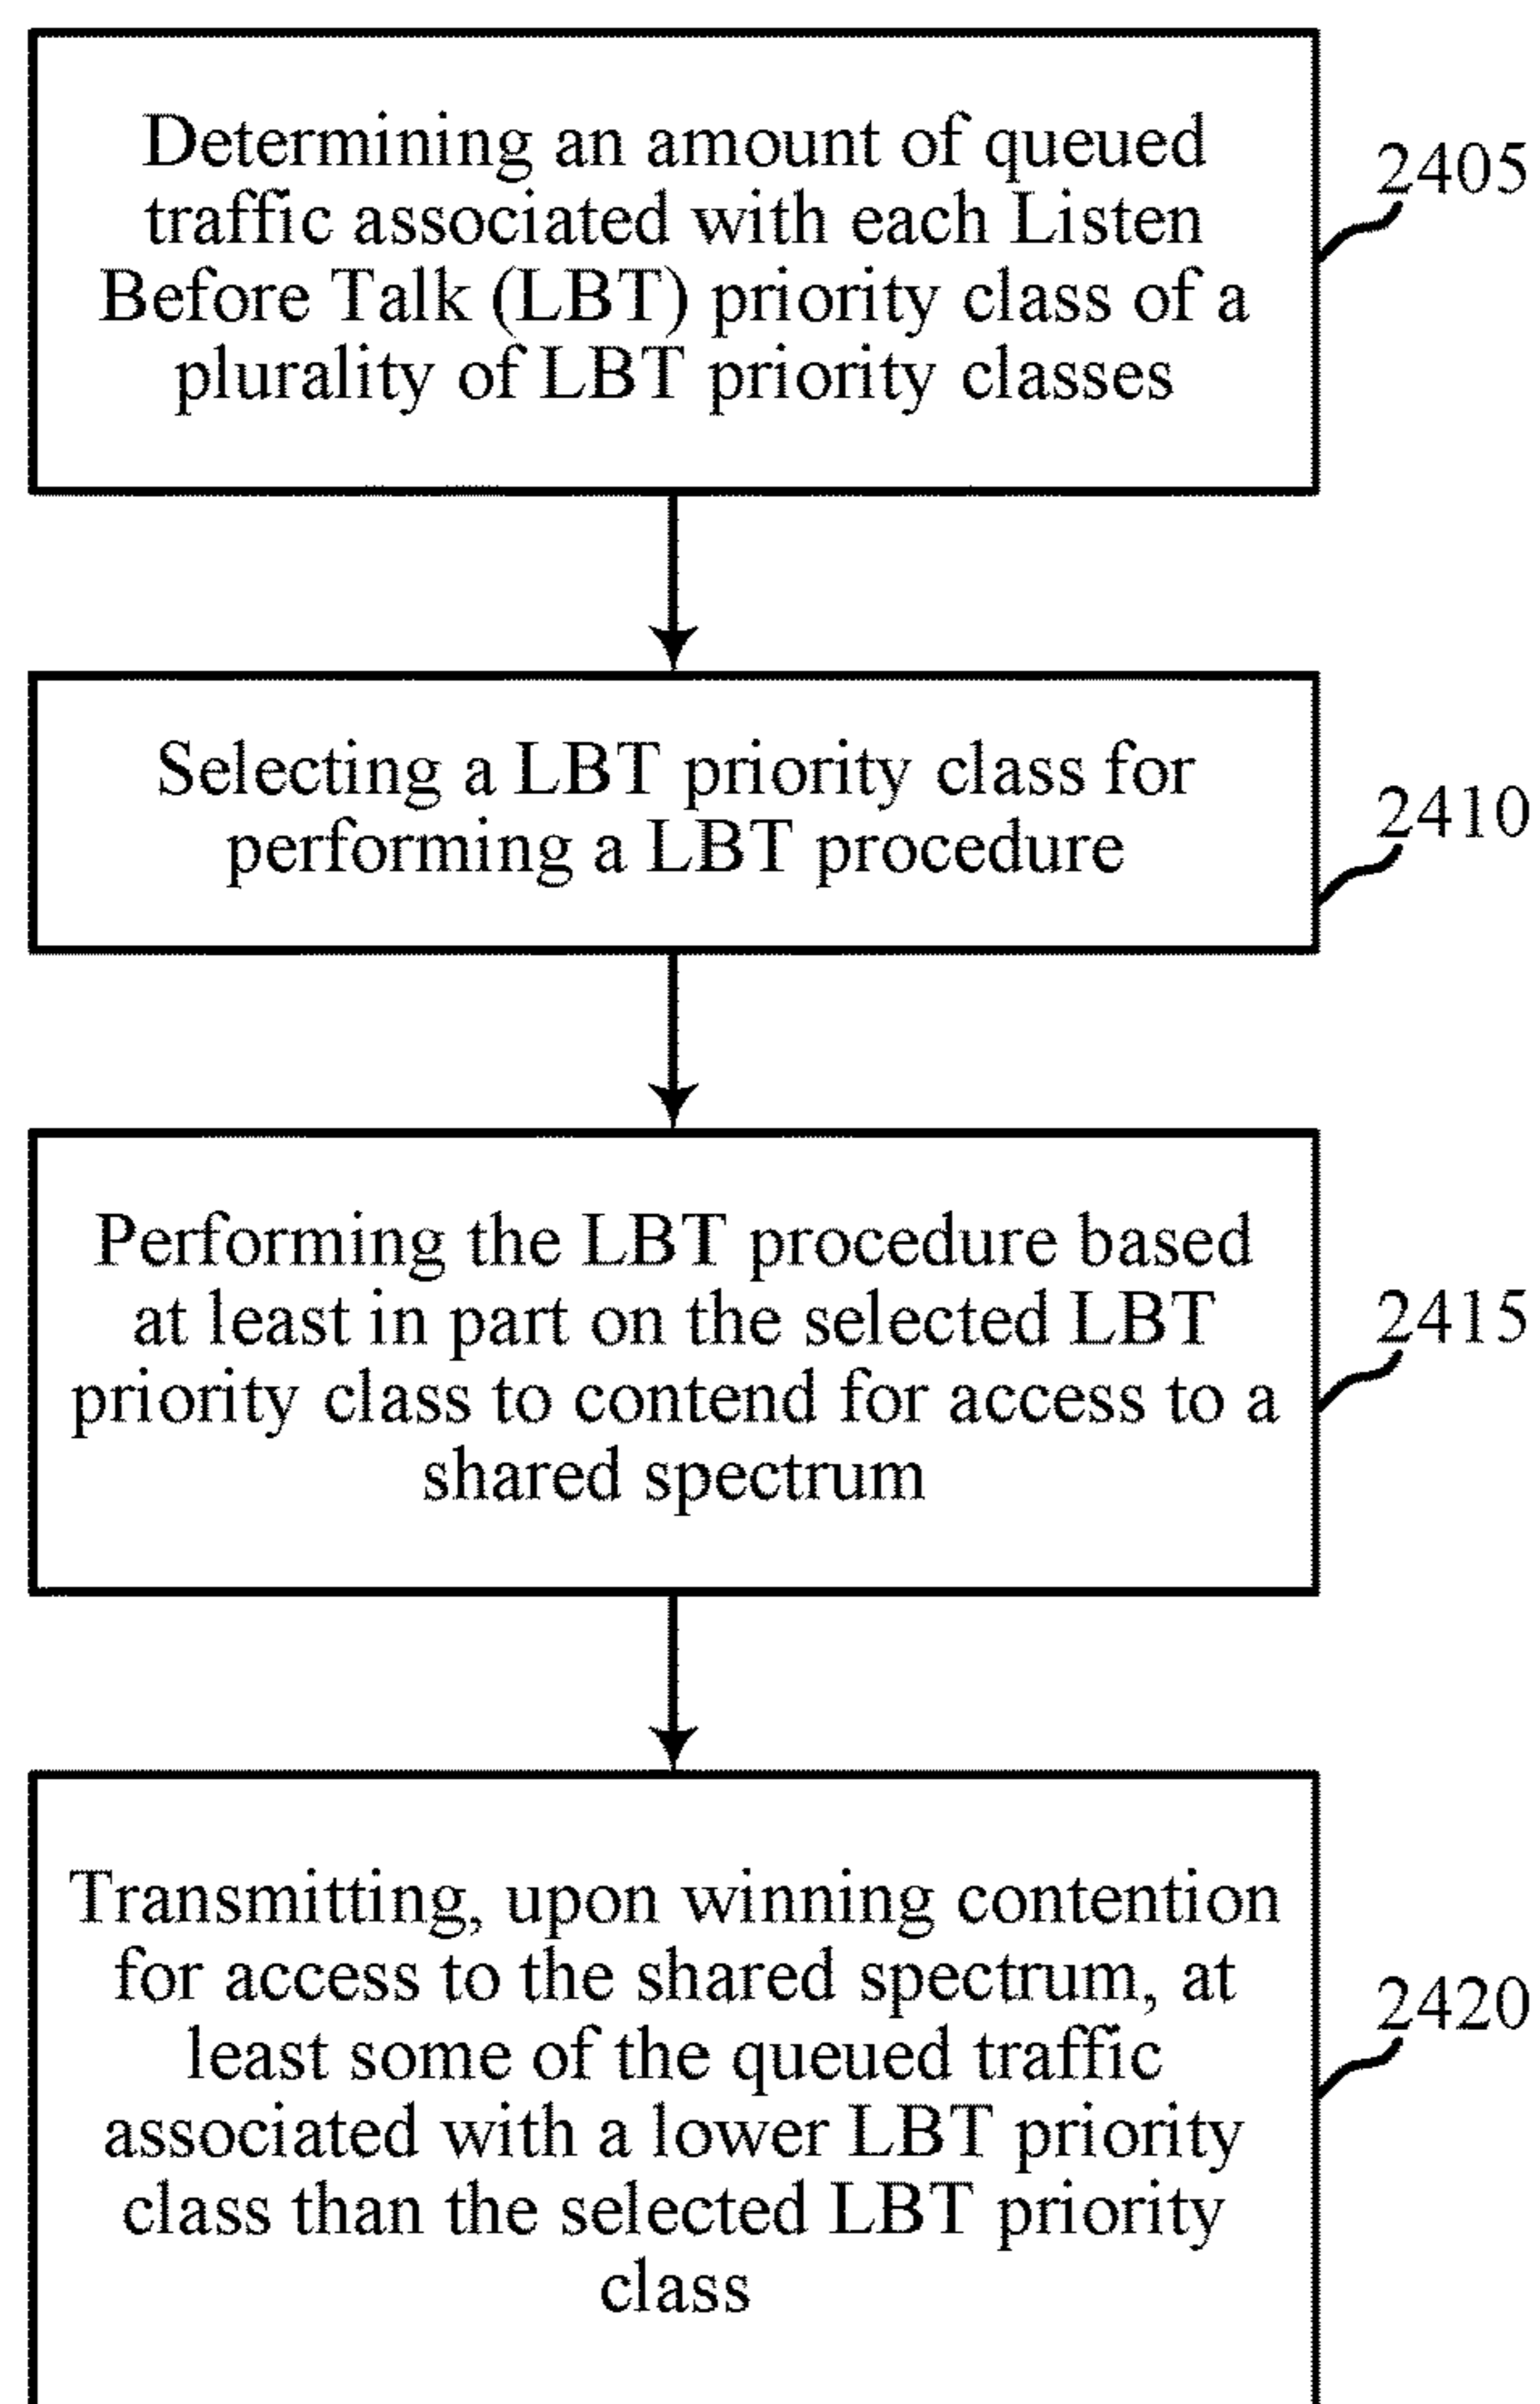 Determining an amount of queued
traffic associated with each Listen
Before Talk (LBT) priority class of a
plurality of LBT priority classes
2405
Selecting a LBT priority class for
performing a LBT procedure
2410
Performing the LBT procedure based
at least in part on the selected LBT
priority class to contend for access to a
shared spectrum
2415
Transmitting, upon winning contention
for access to the shared spectrum, at
least some of the queued traffic
associated with a lower LBT priority
class than the selected LBT priority
class
2420